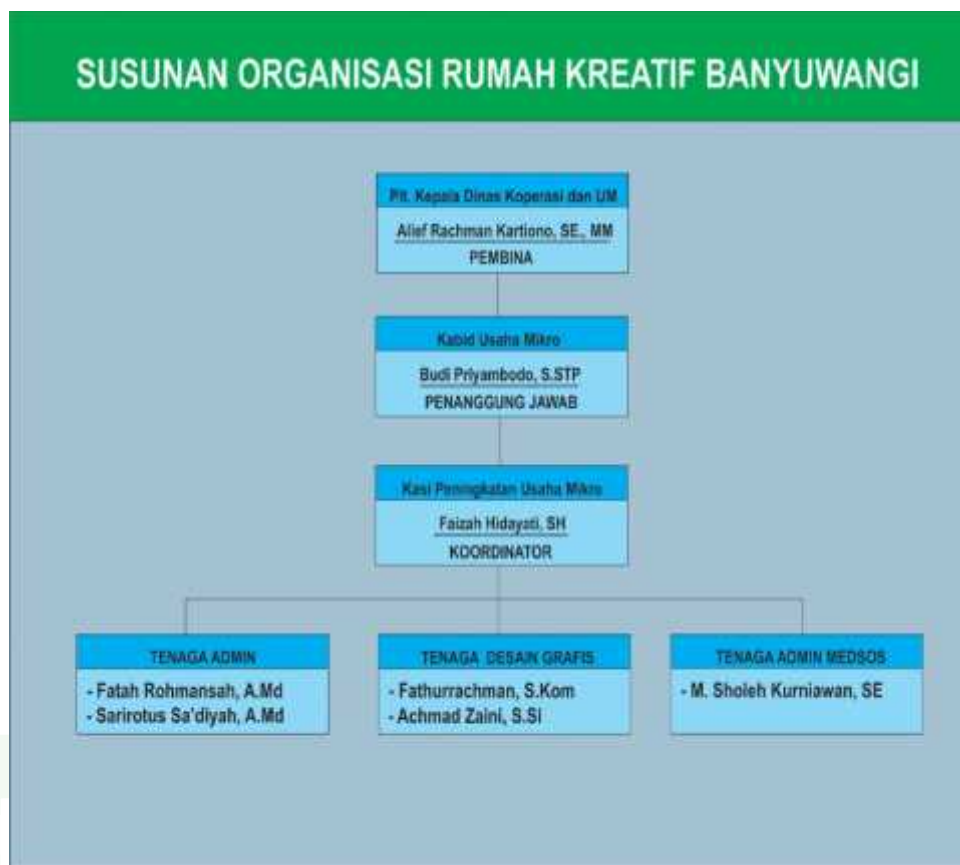 SUSUNAN ORGANISASI RUMAH KREATIF BANYUWANGI
Plt. Kepala Dinas Koperasi dan UM
Alief Rachman Kartiono, SE., MM
PEMBINA
Kabid Usaha Mikro
Budi Priyambodo, S.STP
PENANGGUNG JAWAB
Kasi Peningkatan Usaha Mikro
Faizah Hidayati, SH
KOORDINATOR
TENAGA ADMIN
- Fatah Rohmansah, A.Md
- Sarirotus Sa'diyah, A.Md
TENAGA DESAIN GRAFIS
- Fathurrachman, S.Kom
- Achmad Zaini, S.Si
TENAGA ADMIN MEDSOS
- M. Sholeh Kurniawan, SE